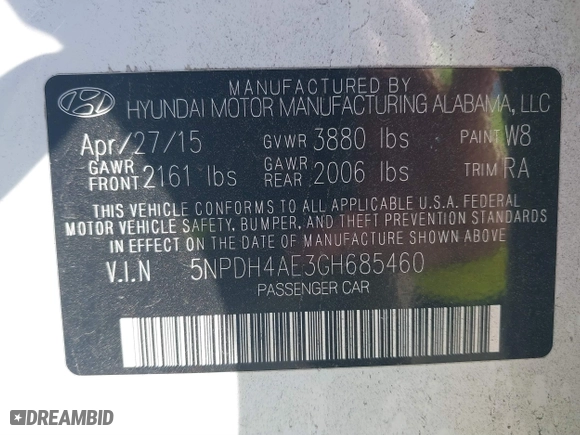 MANUFACTURED BY
HYUNDAI MOTOR MANUFACTURING ALABAMA, LLC
Apr/27/15 GVWR 3880 lbs PAINT W8
GAWR FRONT 2161 lbs GAWR REAR 2006 lbs TRIM RA
THIS VEHICLE CONFORMS TO ALL APPLICABLE U.S.A. FEDERAL
MOTOR VEHICLE SAFETY, BUMPER, AND THEFT PREVENTION STANDARDS
IN EFFECT ON THE DATE OF MANUFACTURE SHOWN ABOVE.
V.I.N 5NPDH4AE3GH685460
PASSENGER CAR
DREAMBID